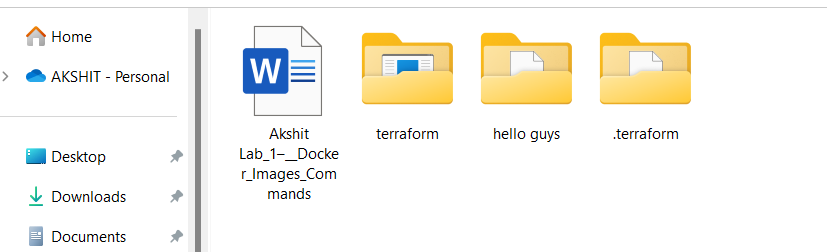 Home
AKSHIT - Personal
Desktop
Downloads
Documents
W
Akshit
Lab_1–__Docke
r_Images_Com
mands
terraform
hello guys
.terraform